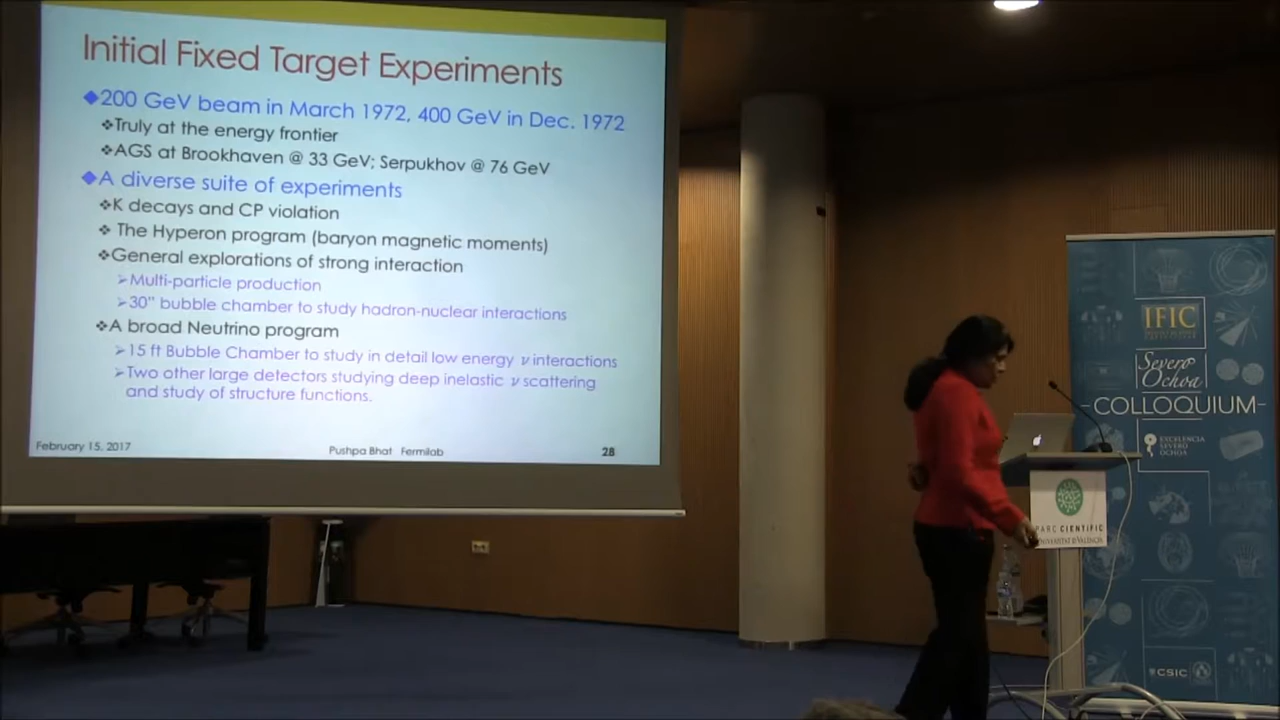 Initial Fixed Target Experiments
◆200 GeV beam in March 1972, 400 GeV in Dec. 1972
❖Truly at the energy frontier
❖AGS at Brookhaven @ 33 GeV; Serpukhov @ 76 GeV
◆A diverse suite of experiments
❖K decays and CP violation
❖ The Hyperon program (baryon magnetic moments)
❖General explorations of strong interaction
➢Multi-particle production
➢30" bubble chamber to study hadron-nuclear interactions
❖A broad Neutrino program
➢15 ft Bubble Chamber to study in detail low energy ν interactions
➢Two other large detectors studying deep inelastic ν scattering
and study of structure functions.
February 15, 2017
Pushpa Bhat Fermilab
28
IFIC
Severo
Ochoa
-COLLOQUIUM-
EXCELENCIA
SEVERO
OCHOA
PARC CIENTÍFIC
UNIVERSITAT D VALÈNCIA
CSIC